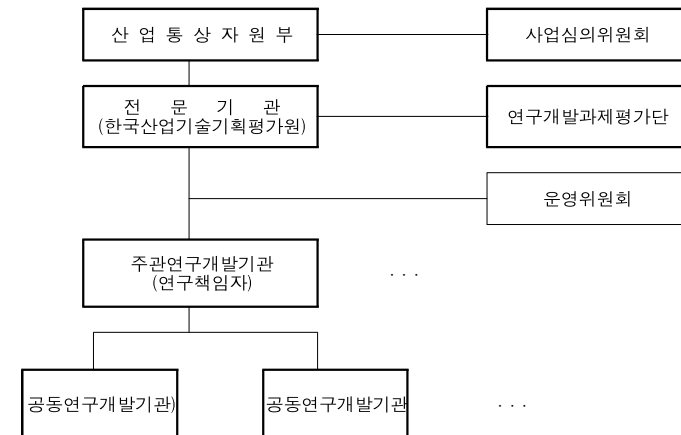 산 업 통 상 자 원 부
사업심의위원회
전 문 기 관
(한국산업기술기획평가원)
연구개발과제평가단
운영위원회
주관연구개발기관
(연구책임자)
. . .
공동연구개발기관)
공동연구개발기관
. . .